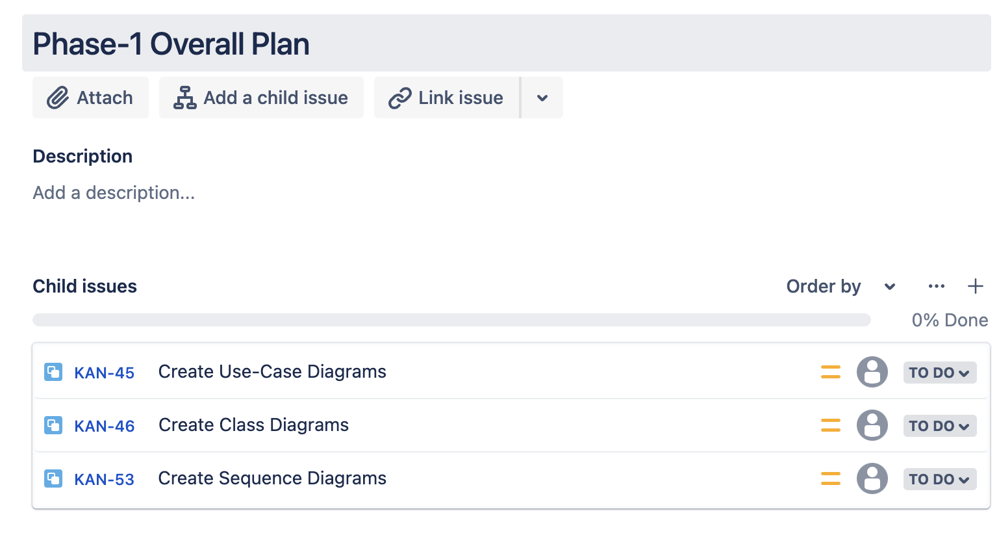 Phase-1 Overall Plan
Attach Add a child issue Link issue
Description
Add a description...
Child issues Order by
0% Done
KAN-45 Create Use-Case Diagrams TO DO
KAN-46 Create Class Diagrams TO DO
KAN-53 Create Sequence Diagrams TO DO